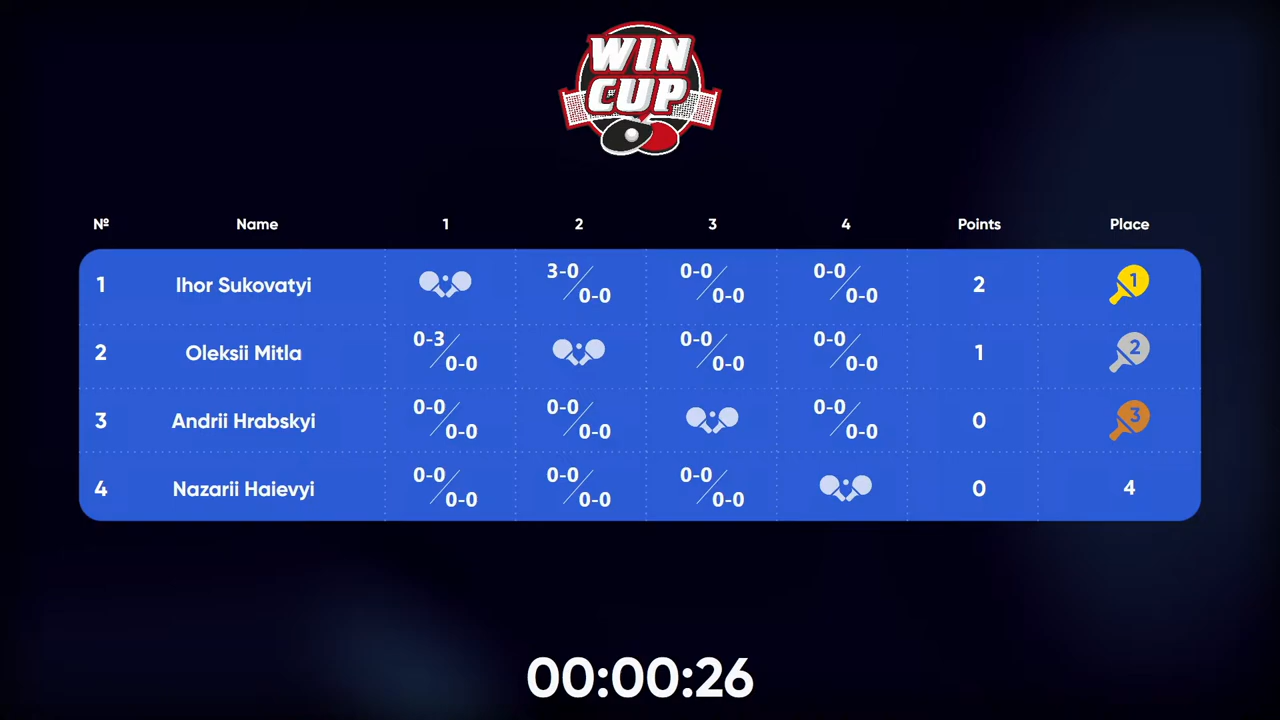 WIN
CUP
№ Name 1 2 3 4 Points Place
1 Ihor Sukovatyi 3-0/0-0 0-0/0-0 0-0/0-0 2 1
2 Oleksii Mitla 0-3/0-0 0-0/0-0 0-0/0-0 1 2
3 Andrii Hrabskyi 0-0/0-0 0-0/0-0 0-0/0-0 0 3
4 Nazarii Haievyi 0-0/0-0 0-0/0-0 0-0/0-0 0 4
00:00:26